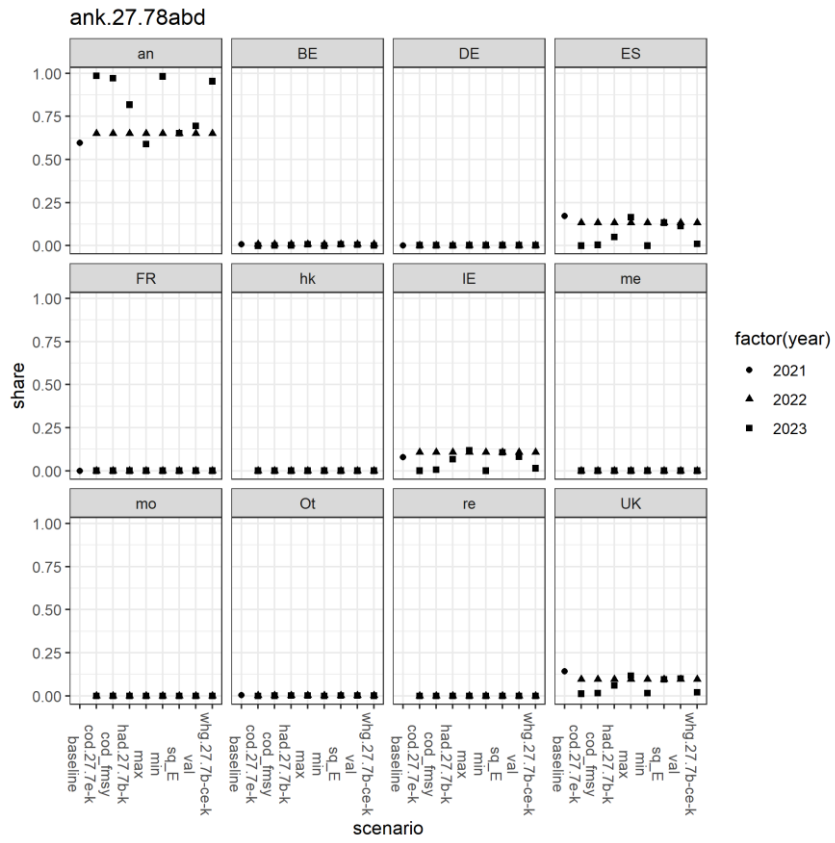 ank.27.78abd
an BE DE ES
1.00
0.75
0.50
0.25
0.00
FR hk IE me
1.00
0.75
0.50
0.25
0.00
mo Ot re UK
1.00
0.75
0.50
0.25
0.00
share
baseline cod.27.7e-k cod_fmsy had.27.7b-k max min sq_E val whg.27.7b-ce-k
baseline cod.27.7e-k cod_fmsy had.27.7b-k max min sq_E val whg.27.7b-ce-k
baseline cod.27.7e-k cod_fmsy had.27.7b-k max min sq_E val whg.27.7b-ce-k
baseline cod.27.7e-k cod_fmsy had.27.7b-k max min sq_E val whg.27.7b-ce-k
scenario
factor(year)
2021
2022
2023